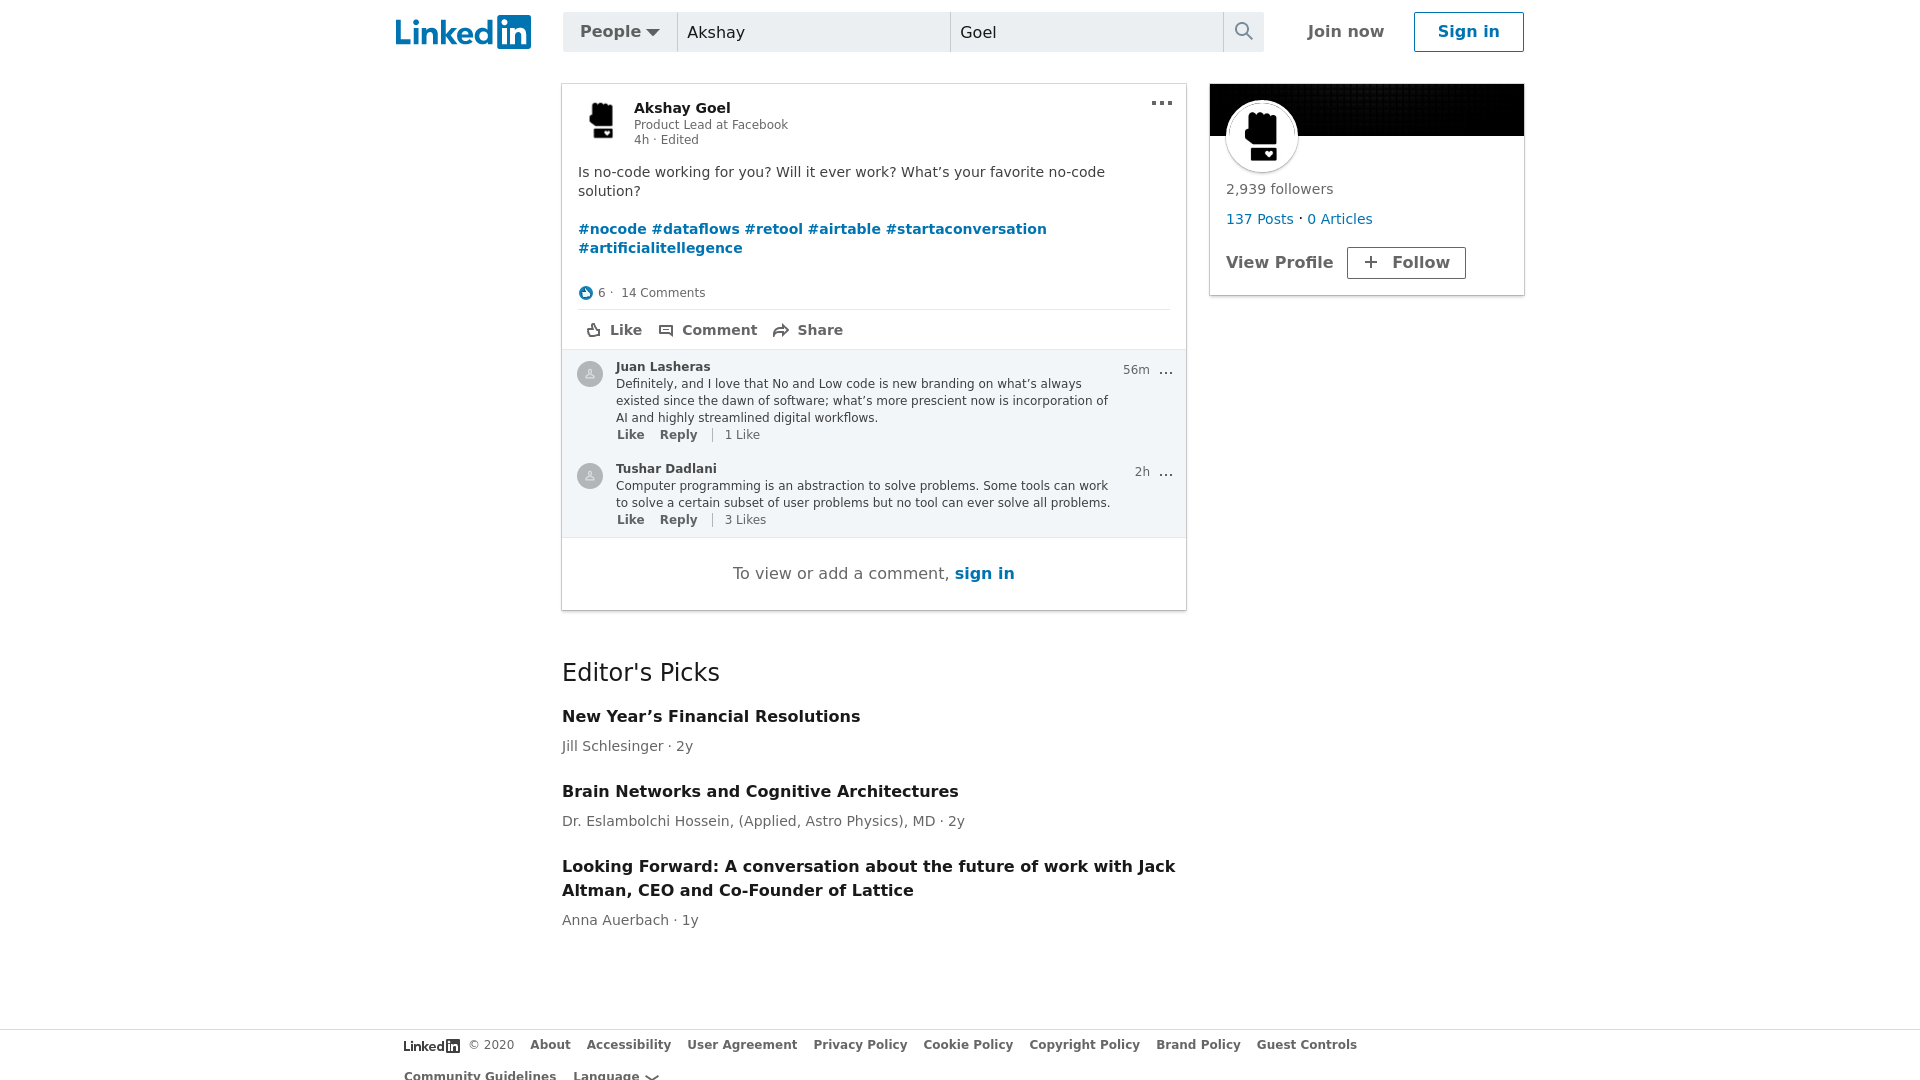 LinkedIn
People
Akshay
Goel
Join now
Sign in
Akshay Goel
Product Lead at Facebook
4h · Edited
Is no-code working for you? Will it ever work? What’s your favorite no-code
solution?
#nocode #dataflows #retool #airtable #startaconversation
#artificialitellegence
6 · 14 Comments
Like Comment Share
Juan Lasheras
56m ...
Definitely, and I love that No and Low code is new branding on what’s always
existed since the dawn of software; what’s more prescient now is incorporation of
AI and highly streamlined digital workflows.
Like Reply 1 Like
Tushar Dadlani
2h ...
Computer programming is an abstraction to solve problems. Some tools can work
to solve a certain subset of user problems but no tool can ever solve all problems.
Like Reply 3 Likes
To view or add a comment, sign in
2,939 followers
137 Posts · 0 Articles
View Profile
+ Follow
Editor's Picks
New Year’s Financial Resolutions
Jill Schlesinger · 2y
Brain Networks and Cognitive Architectures
Dr. Eslambolchi Hossein, (Applied, Astro Physics), MD · 2y
Looking Forward: A conversation about the future of work with Jack
Altman, CEO and Co-Founder of Lattice
Anna Auerbach · 1y
LinkedIn © 2020 About Accessibility User Agreement Privacy Policy Cookie Policy Copyright Policy Brand Policy Guest Controls
Community Guidelines Language